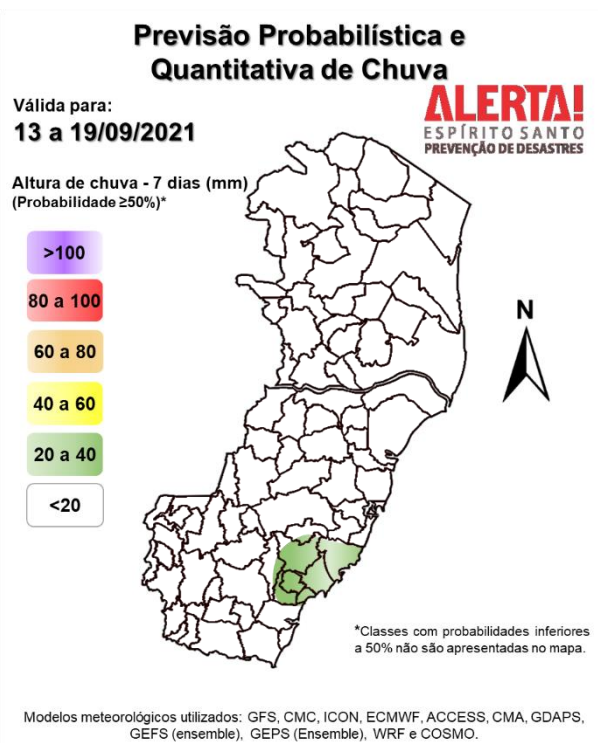 Previsão Probabilística e
Quantitativa de Chuva
Válida para:
13 a 19/09/2021
ALERTA!
ESPÍRITO SANTO
PREVENÇÃO DE DESASTRES
Altura de chuva - 7 dias (mm)
(Probabilidade ≥50%)*
>100
80 a 100
60 a 80
40 a 60
20 a 40
<20
N
*Classes com probabilidades inferiores
a 50% não são apresentadas no mapa.
Modelos meteorológicos utilizados: GFS, CMC, ICON, ECMWF, ACCESS, CMA, GDAPS,
GEFS (ensemble), GEPS (Ensemble), WRF e COSMO.